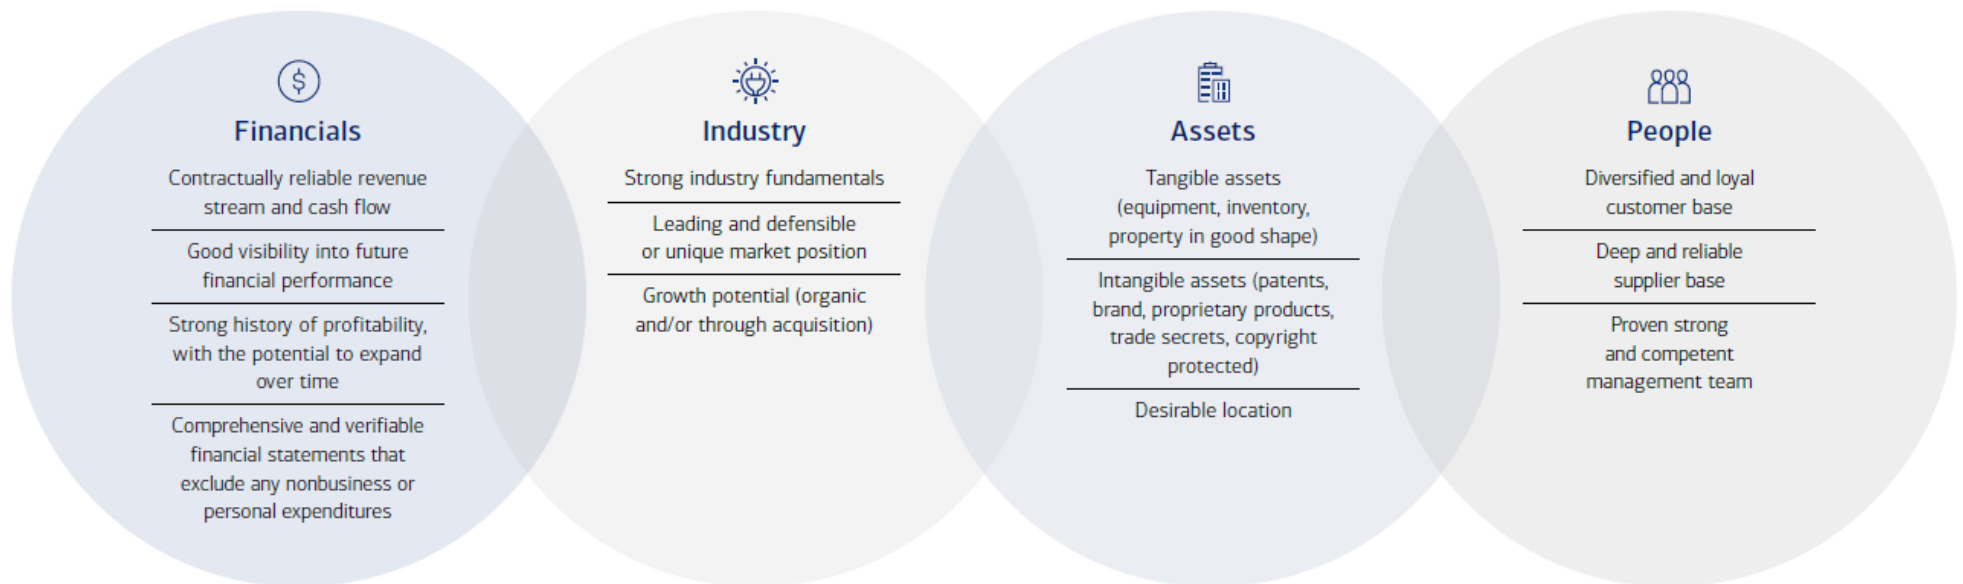 Financials
Contractually reliable revenue
stream and cash flow
Good visibility into future
financial performance
Strong history of profitability,
with the potential to expand
over time
Comprehensive and verifiable
financial statements that
exclude any nonbusiness or
personal expenditures
Industry
Strong industry fundamentals
Leading and defensible
or unique market position
Growth potential (organic
and/or through acquisition)
Assets
Tangible assets
(equipment, inventory,
property in good shape)
Intangible assets (patents,
brand, proprietary products,
trade secrets, copyright
protected)
Desirable location
People
Diversified and loyal
customer base
Deep and reliable
supplier base
Proven strong
and competent
management team